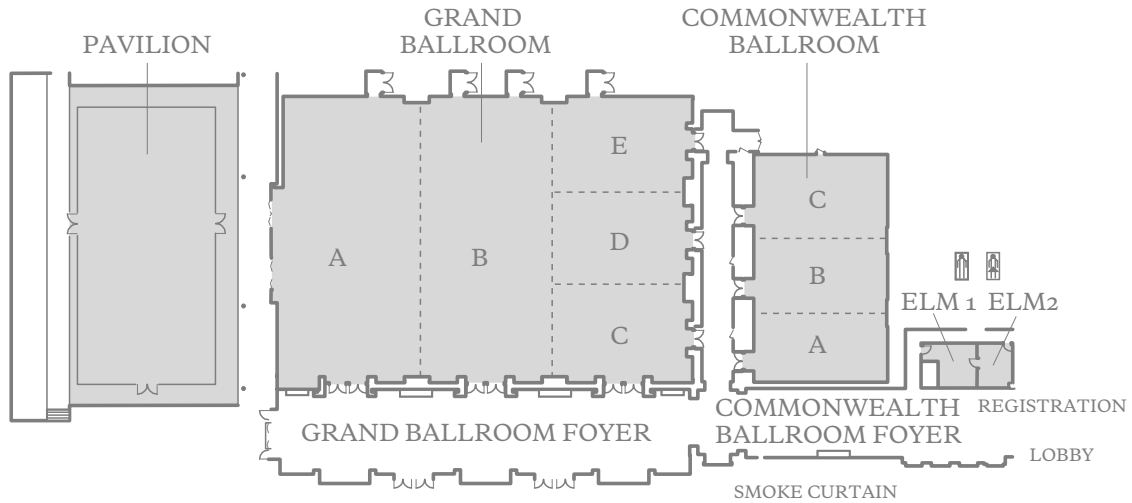 PAVILION
GRAND
BALLROOM
COMMONWEALTH
BALLROOM
E
D
C
A
B
C
B
A
ELM 1
ELM2
COMMONWEALTH
BALLROOM FOYER
GRAND BALLROOM FOYER
REGISTRATION
LOBBY
SMOKE CURTAIN